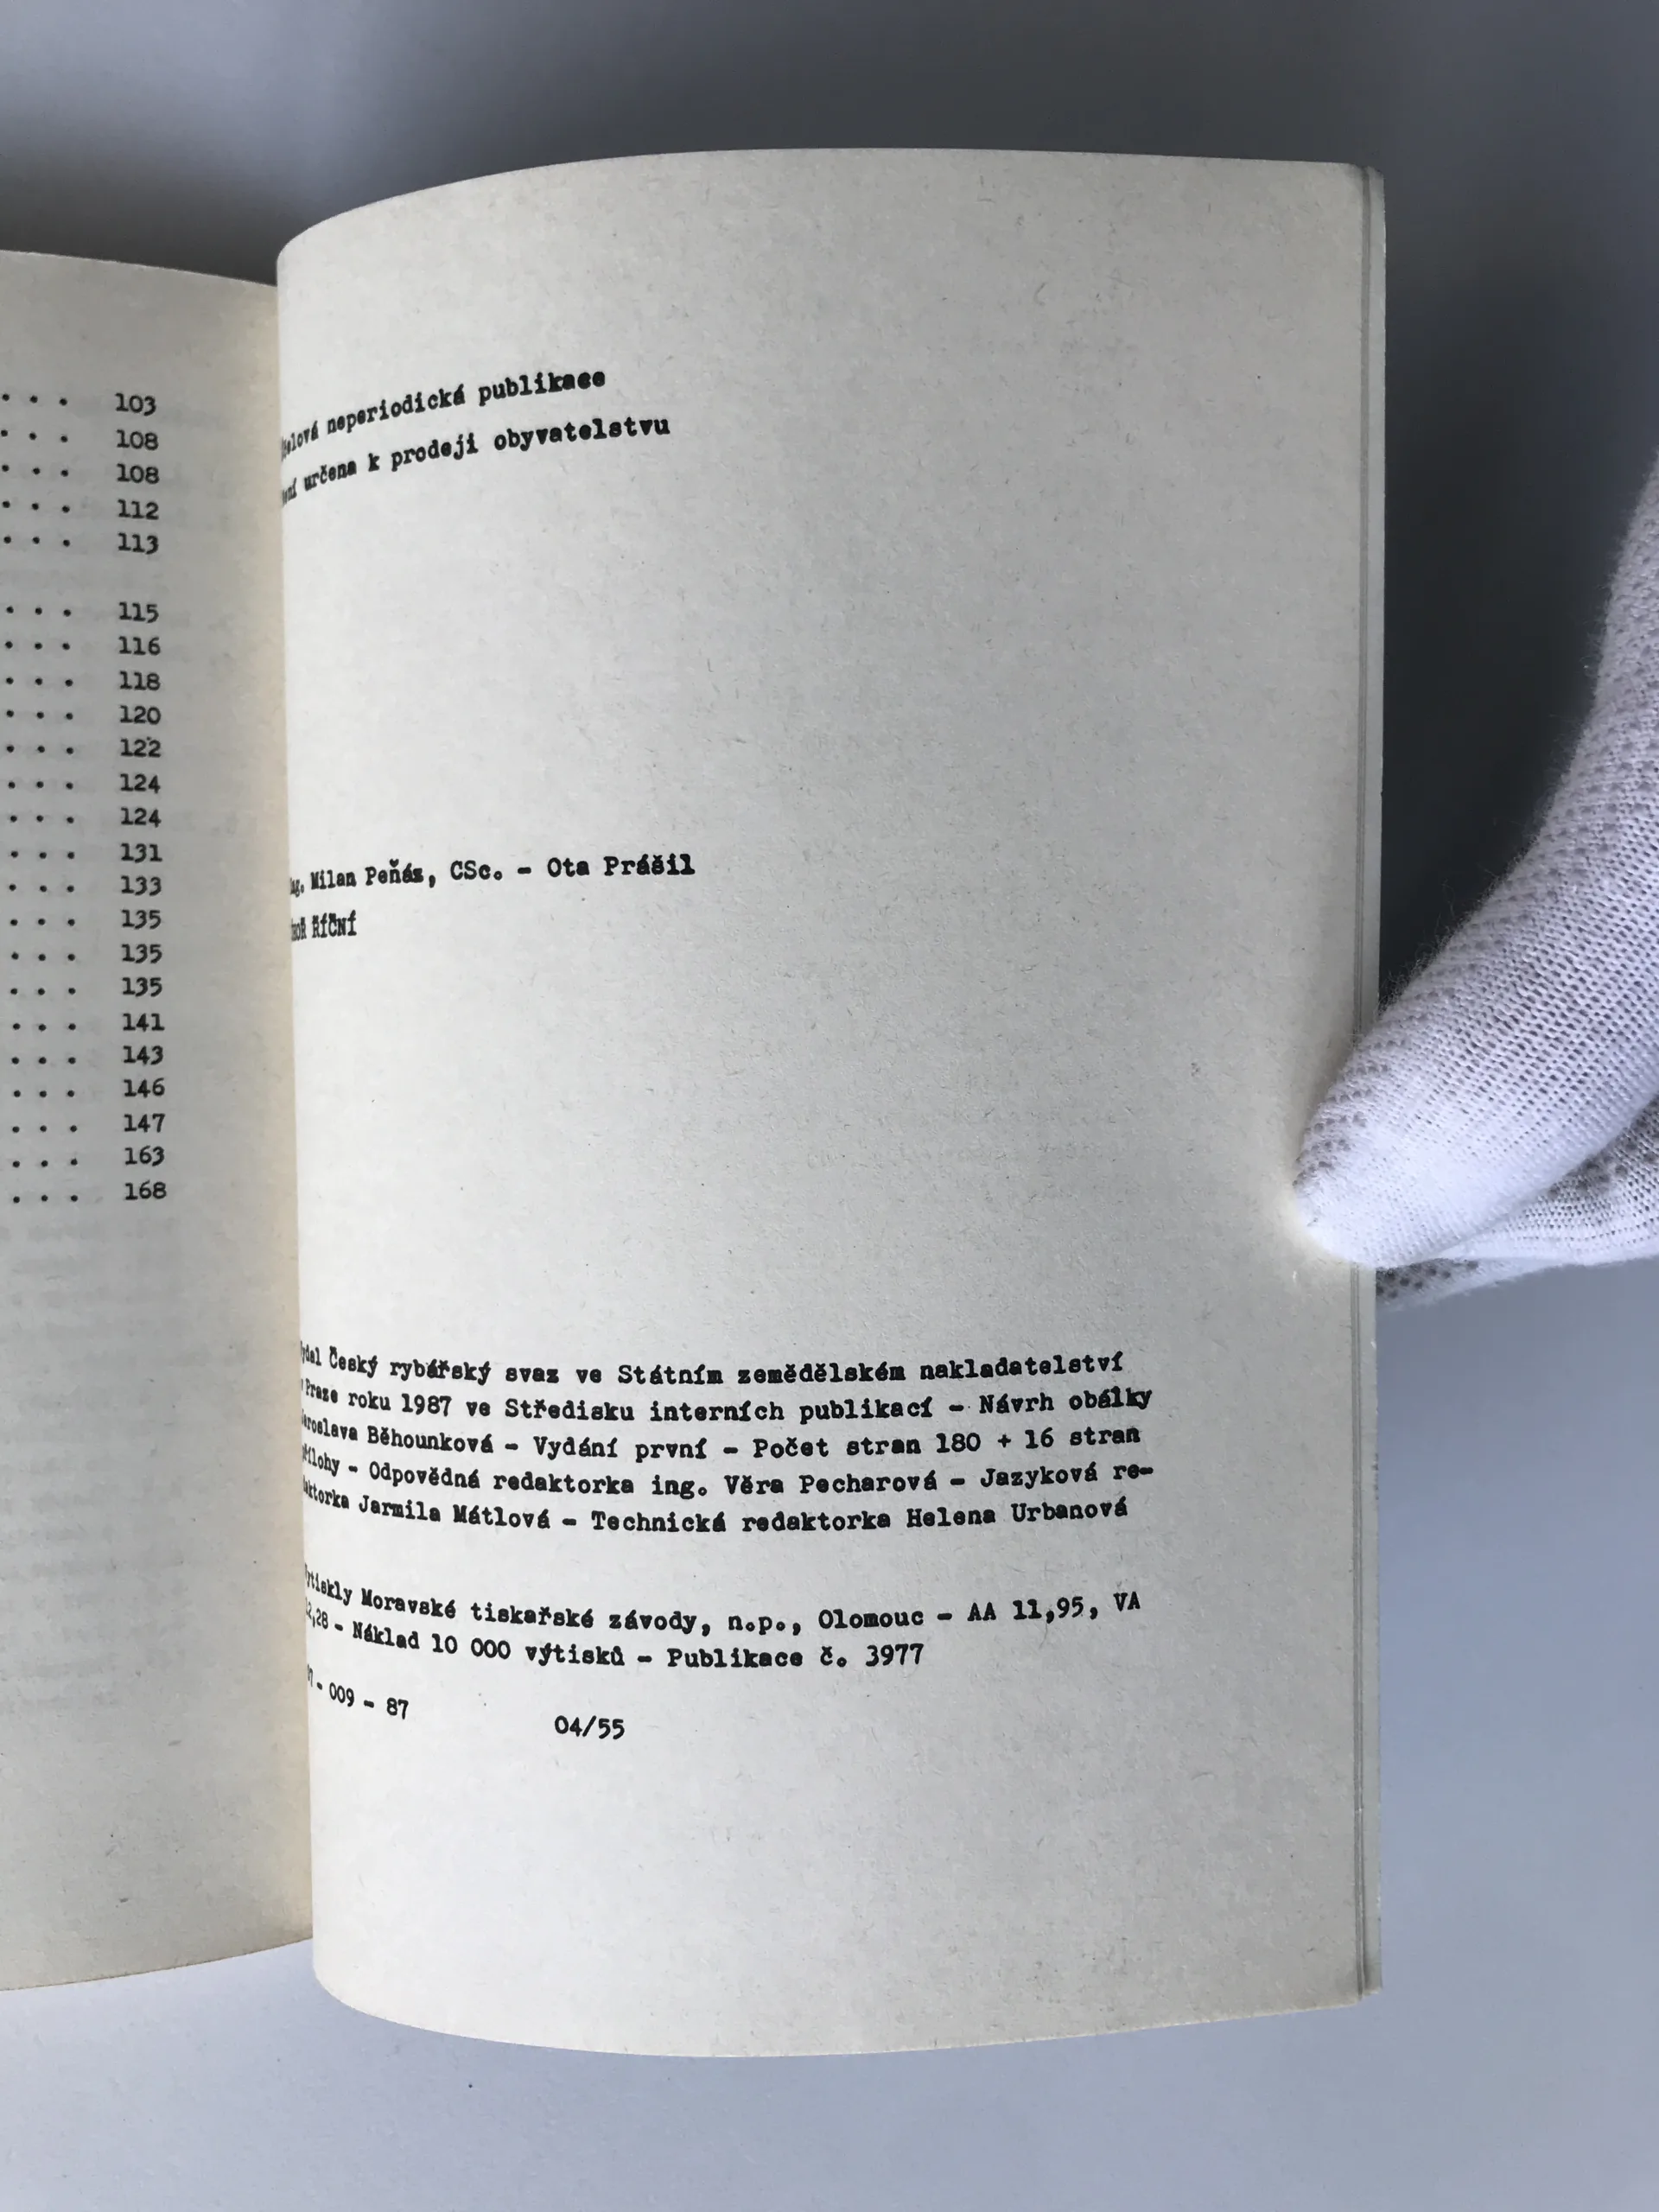 . . . 103
. . . 108
. . . 108
. . . 112
. . . 113
. . . 115
. . . 116
. . . 118
. . . 120
. . . 122
. . . 124
. . . 124
. . . 131
. . . 133
. . . 135
. . . 135
. . . 135
. . . 141
. . . 143
. . . 146
. . . 147
. . . 163
. . . 168
neperiodická publikace
určena k prodeji obyvatelstvu
Milan Peňáz, CSc. - Ota Prášil
ŘÍČNÍ
Český rybářský svaz ve Státním zemědělském nakladatelství
Praze roku 1987 ve Středisku interních publikací - Návrh obálky
Běhounková - Vydání první - Počet stran 180 + 16 stran
- Odpovědná redaktorka ing. Věra Pecharová - Jazyková re-
Jarmila Mátlová - Technická redaktorka Helena Urbanová
Moravské tiskařské závody, n.p., Olomouc - AA 11,95, VA
- Náklad 10 000 výtisků - Publikace č. 3977
- 009 - 87
04/55